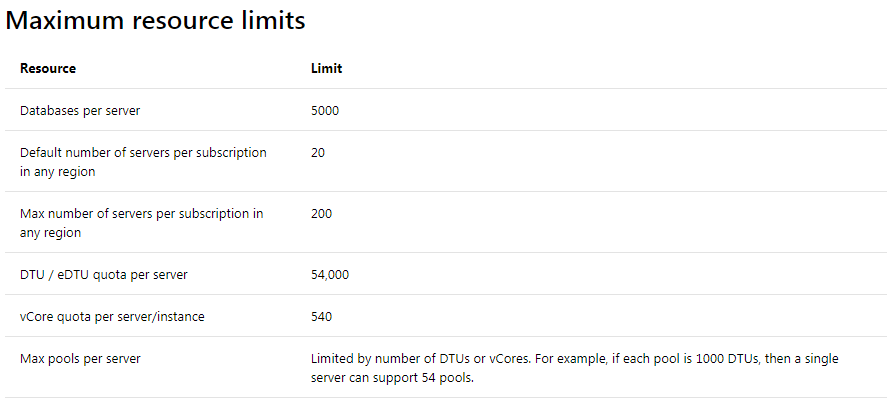 Maximum resource limits
Resource Limit
Databases per server 5000
Default number of servers per subscription 20
in any region
Max number of servers per subscription in 200
any region
DTU / eDTU quota per server 54,000
vCore quota per server/instance 540
Max pools per server Limited by number of DTUs or vCores. For example, if each pool is 1000 DTUs, then a single
server can support 54 pools.